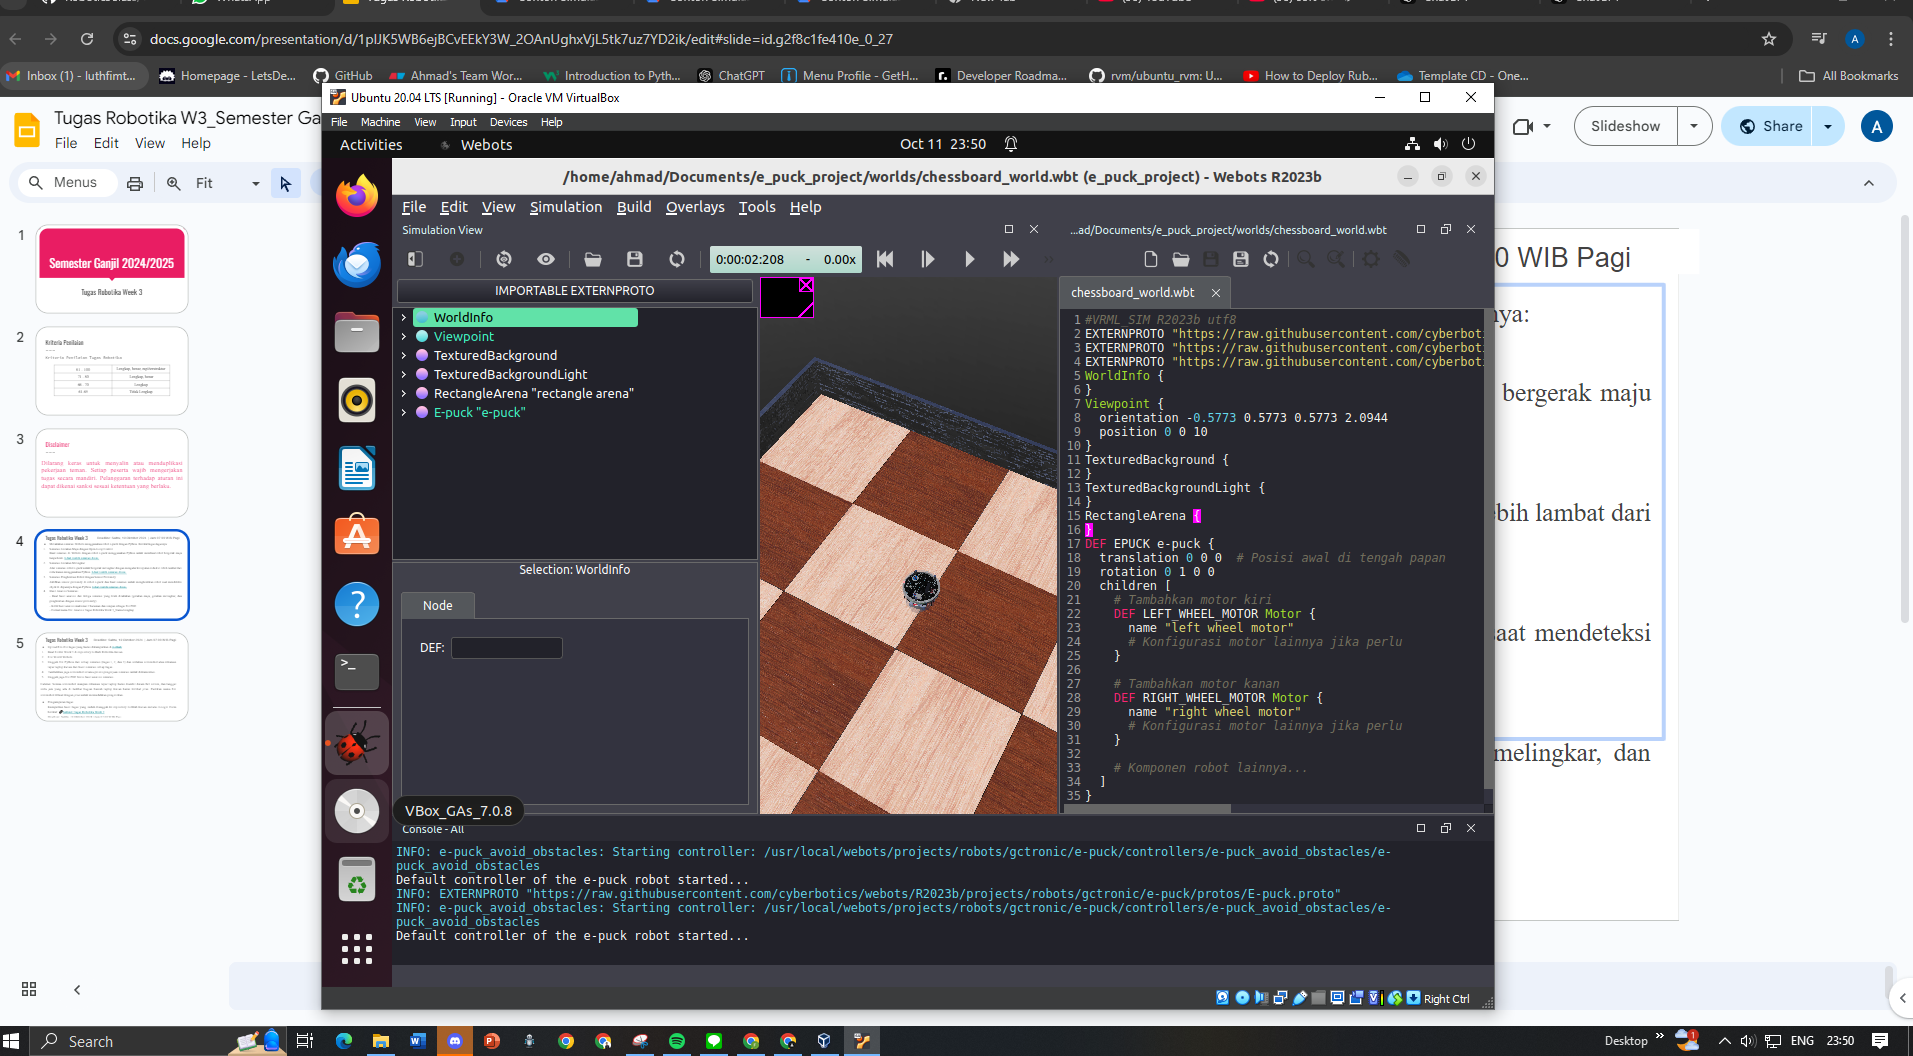 docs.google.com/presentation/d/1pIJK5WB6ejBCvEEkY3W_2OAnUghxVjL5tk7uz7YD2ik/edit#slide=id.g2f8c1fe410e_0_27
Inbox (1) - luthfimt...
Homepage - LetsDe...
GitHub
Ahmad's Team Wor...
Introduction to Pyth...
ChatGPT
Menu Profile - GetH...
Developer Roadma...
rvm/ubuntu_rvm: U...
How to Deploy Rub...
Template CD - One...
All Bookmarks
Tugas Robotika W3_Semester Ga
File Edit View Help
Slideshow
Share
A
Menus
Fit
1
Semester Ganjil 2024/2025
Tugas Robotika Week 3
2
Kriteria Penilaian
3
Disclaimer
4
Tugas Robotika Week 3
5
Tugas Robotika Week 3
0 WIB Pagi
nya:
bergerak maju
bih lambat dari
saat mendeteksi
melingkar, dan
Ubuntu 20.04 LTS [Running] - Oracle VM VirtualBox
File Machine View Input Devices Help
Activities
Webots
Oct 11 23:50
/home/ahmad/Documents/e_puck_project/worlds/chessboard_world.wbt (e_puck_project) - Webots R2023b
File Edit View Simulation Build Overlays Tools Help
Simulation View
0:00:02:208 - 0.00x
IMPORTABLE EXTERNPROTO
WorldInfo
Viewpoint
TexturedBackground
TexturedBackgroundLight
RectangleArena "rectangle arena"
E-puck "e-puck"
Selection: WorldInfo
Node
DEF:
...ad/Documents/e_puck_project/worlds/chessboard_world.wbt
chessboard_world.wbt
1 #VRML_SIM R2023b utf8
2 EXTERNPROTO "https://raw.githubusercontent.com/cyberbot
3 EXTERNPROTO "https://raw.githubusercontent.com/cyberbot
4 EXTERNPROTO "https://raw.githubusercontent.com/cyberbot
5 WorldInfo {
6 }
7 Viewpoint {
8 orientation -0.5773 0.5773 0.5773 2.0944
9 position 0 0 10
10 }
11 TexturedBackground {
12 }
13 TexturedBackgroundLight {
14 }
15 RectangleArena {
16 }
17 DEF EPUCK e-puck {
18 translation 0 0 0 # Posisi awal di tengah papan
19 rotation 0 1 0 0
20 children [
21 # Tambahkan motor kiri
22 DEF LEFT_WHEEL_MOTOR Motor {
23 name "left wheel motor"
24 # Konfigurasi motor lainnya jika perlu
25 }
26
27 # Tambahkan motor kanan
28 DEF RIGHT_WHEEL_MOTOR Motor {
29 name "right wheel motor"
30 # Konfigurasi motor lainnya jika perlu
31 }
32
33 # Komponen robot lainnya...
34 ]
35 }
VBox_GAs_7.0.8
Console - All
INFO: e-puck_avoid_obstacles: Starting controller: /usr/local/webots/projects/robots/gctronic/e-puck/controllers/e-puck_avoid_obstacles/e-
puck_avoid_obstacles
Default controller of the e-puck robot started...
INFO: EXTERNPROTO "https://raw.githubusercontent.com/cyberbotics/webots/R2023b/projects/robots/gctronic/e-puck/protos/E-puck.proto"
INFO: e-puck_avoid_obstacles: Starting controller: /usr/local/webots/projects/robots/gctronic/e-puck/controllers/e-puck_avoid_obstacles/e-
puck_avoid_obstacles
Default controller of the e-puck robot started...
Right Ctrl
Search
Desktop
ENG
23:50